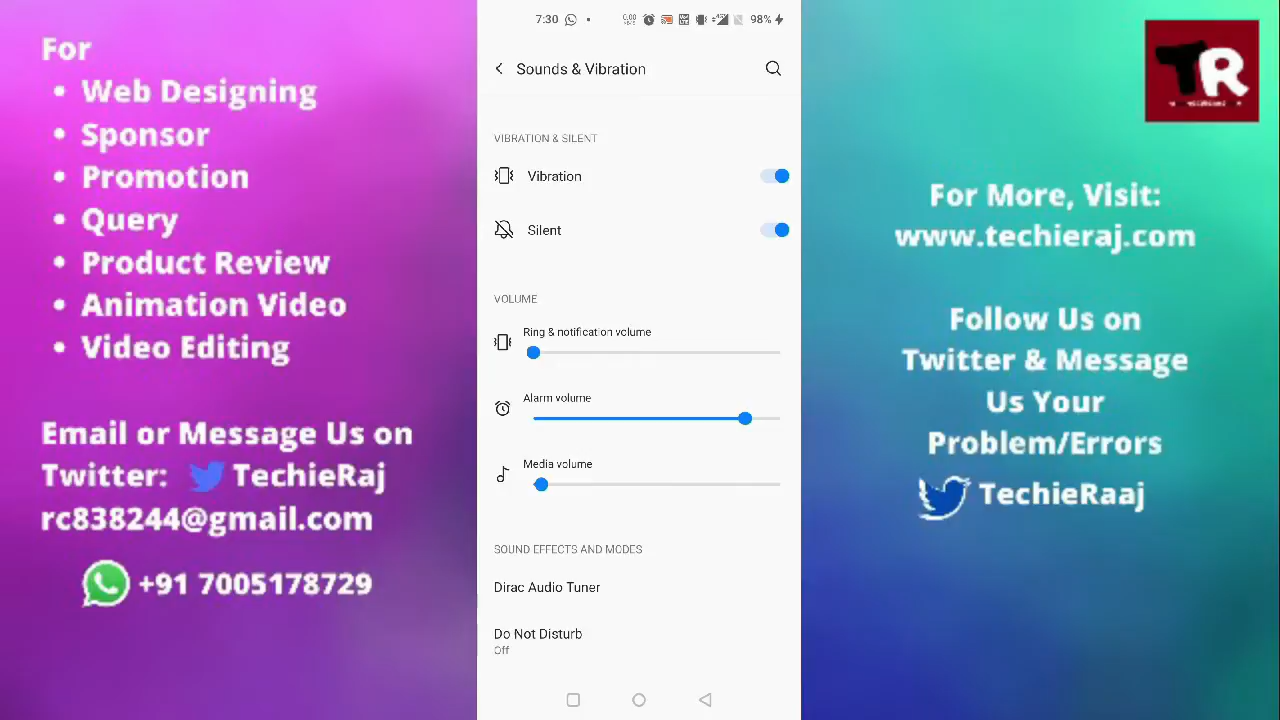 For
• Web Designing
• Sponsor
• Promotion
• Query
• Product Review
• Animation Video
• Video Editing
Email or Message Us on
Twitter: TechieRaj
rc838244@gmail.com
+91 7005178729
7:30
98%
Sounds & Vibration
VIBRATION & SILENT
Vibration
Silent
VOLUME
Ring & notification volume
Alarm volume
Media volume
SOUND EFFECTS AND MODES
Dirac Audio Tuner
Do Not Disturb
Off
TR
For More, Visit:
www.techieraj.com
Follow Us on
Twitter & Message
Us Your
Problem/Errors
TechieRaaj